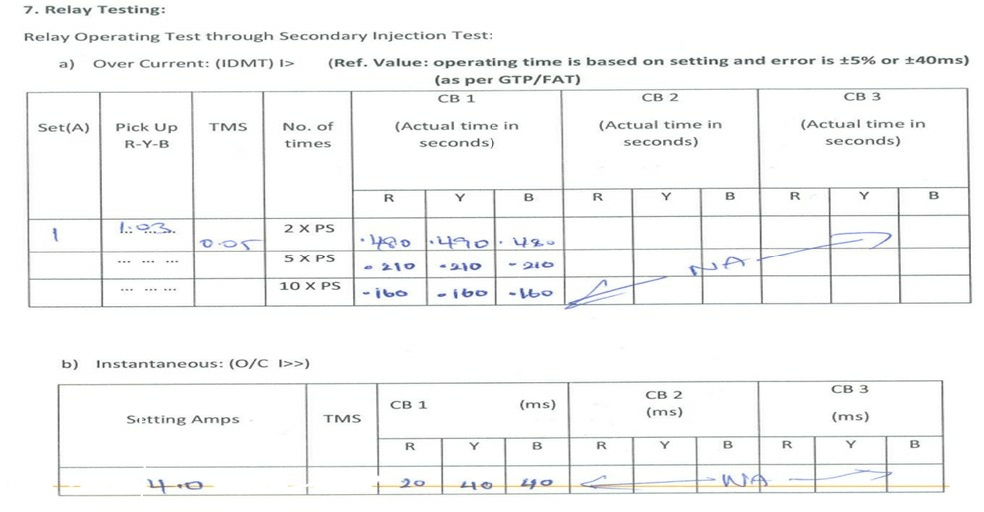 7. Relay Testing:
Relay Operating Test through Secondary Injection Test:
a) Over Current: (IDMT) I> (Ref. Value: operating time is based on setting and error is ±5% or ±40ms)
(as per GTP/FAT)
CB 1 CB 2 CB 3
Set(A) Pick Up TMS No. of (Actual time in (Actual time in (Actual time in
R-Y-B times seconds) seconds) seconds)
R Y B R Y B R Y B
1 1.03 0.05 2 X PS .480 .490 .480
... ... ... 5 X PS .210 .210 .210 NA
... ... ... 10 X PS .160 .160 .160
b) Instantaneous: (O/C I>>)
Setting Amps TMS CB 1 (ms) CB 2 CB 3
(ms) (ms)
R Y B R Y B R Y B
4.0 20 40 40 NA